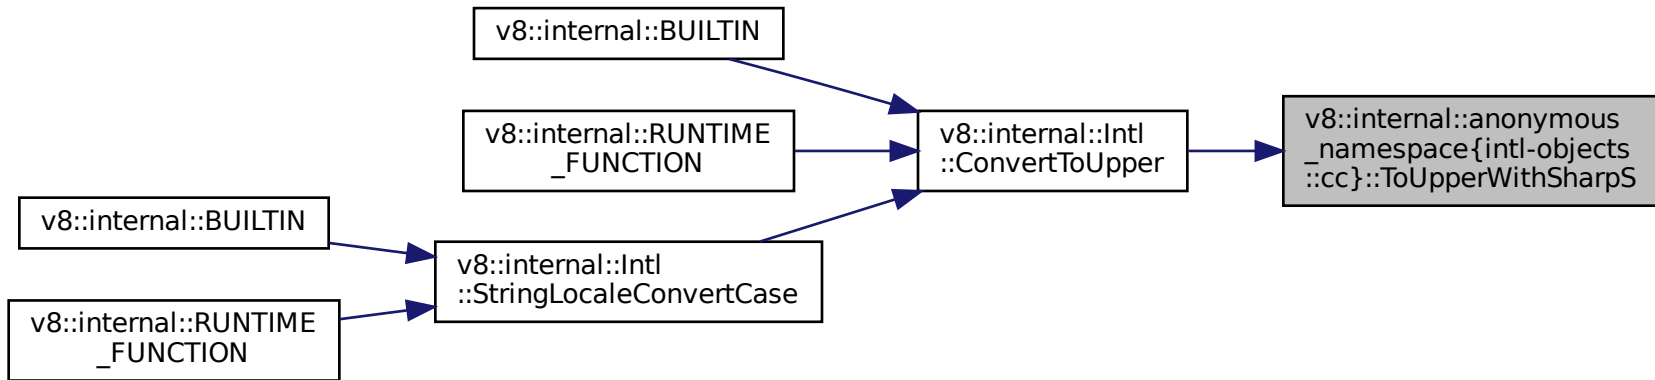 v8::internal::BUILTIN
v8::internal::RUNTIME
_FUNCTION
v8::internal::Intl
::ConvertToUpper
v8::internal::anonymous
_namespace{intl-objects
::cc}::ToUpperWithSharpS
v8::internal::BUILTIN
v8::internal::Intl
::StringLocaleConvertCase
v8::internal::RUNTIME
_FUNCTION